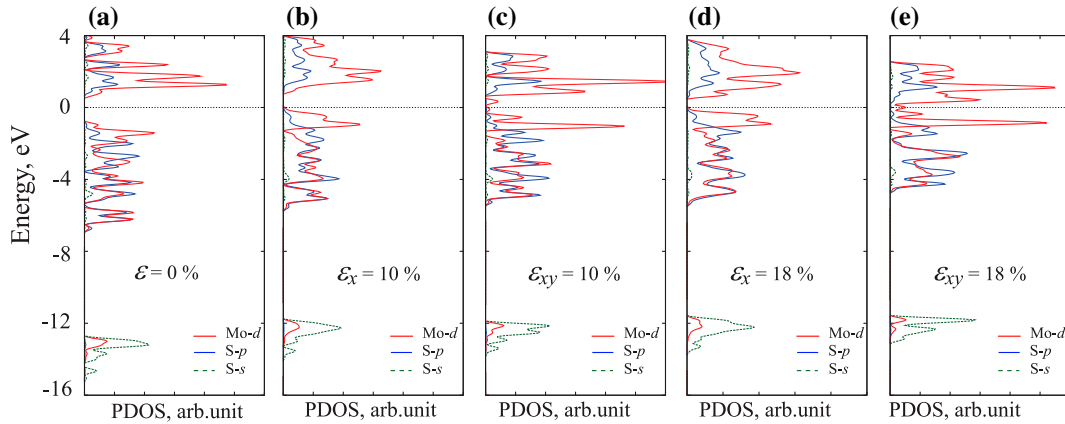 (a) (b) (c) (d) (e)
4
0
-4
-8
-12
-16
Energy, eV
ε = 0 % εx = 10 % εxy = 10 % εx = 18 % εxy = 18 %
Mo-d Mo-d Mo-d Mo-d Mo-d
S-p S-p S-p S-p S-p
S-s S-s S-s S-s S-s
PDOS, arb.unit PDOS, arb.unit PDOS, arb.unit PDOS, arb.unit PDOS, arb.unit